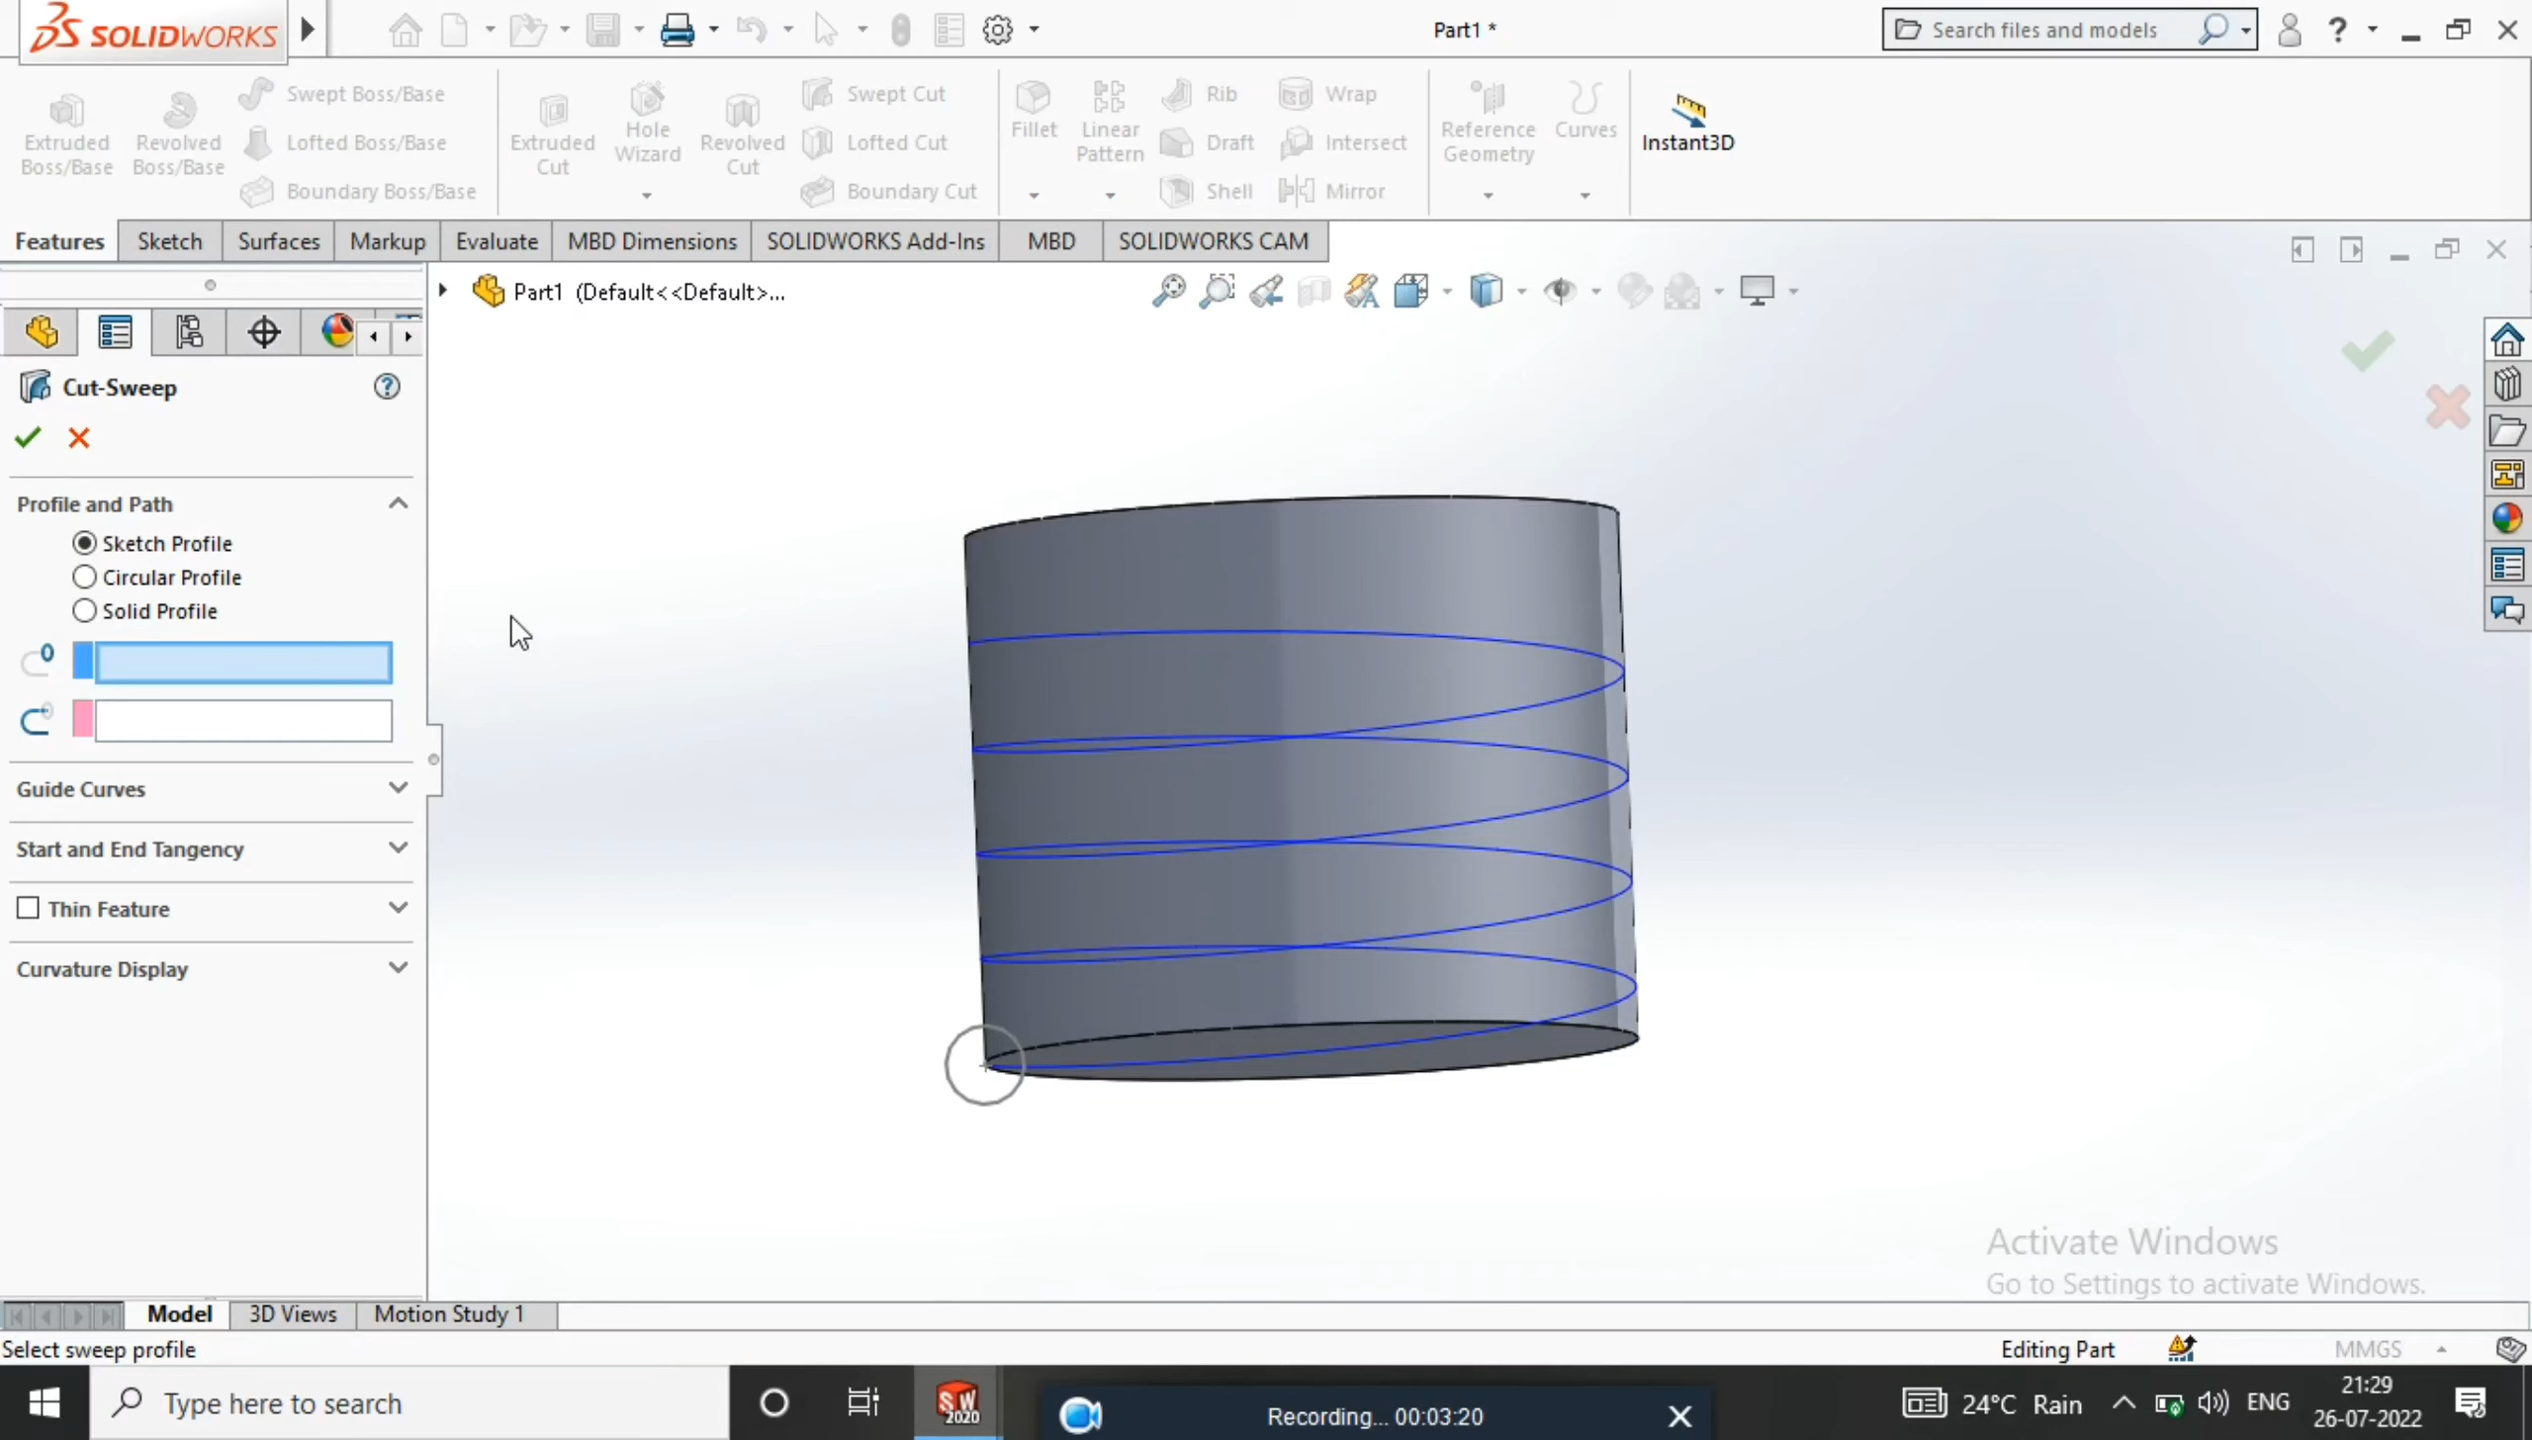 SOLIDWORKS
Part1 *
Search files and models
Extruded Boss/Base
Revolved Boss/Base
Swept Boss/Base
Lofted Boss/Base
Boundary Boss/Base
Extruded Cut
Hole Wizard
Revolved Cut
Swept Cut
Lofted Cut
Boundary Cut
Fillet
Linear Pattern
Rib
Draft
Shell
Wrap
Intersect
Mirror
Reference Geometry
Curves
Instant3D
Features
Sketch
Surfaces
Markup
Evaluate
MBD Dimensions
SOLIDWORKS Add-Ins
MBD
SOLIDWORKS CAM
Part1 (Default<<Default>...
Cut-Sweep
Profile and Path
Sketch Profile
Circular Profile
Solid Profile
Guide Curves
Start and End Tangency
Thin Feature
Curvature Display
Activate Windows
Go to Settings to activate Windows.
Model
3D Views
Motion Study 1
Select sweep profile
Editing Part
MMGS
Type here to search
SW
2020
Recording... 00:03:20
24°C Rain
ENG
21:29
26-07-2022